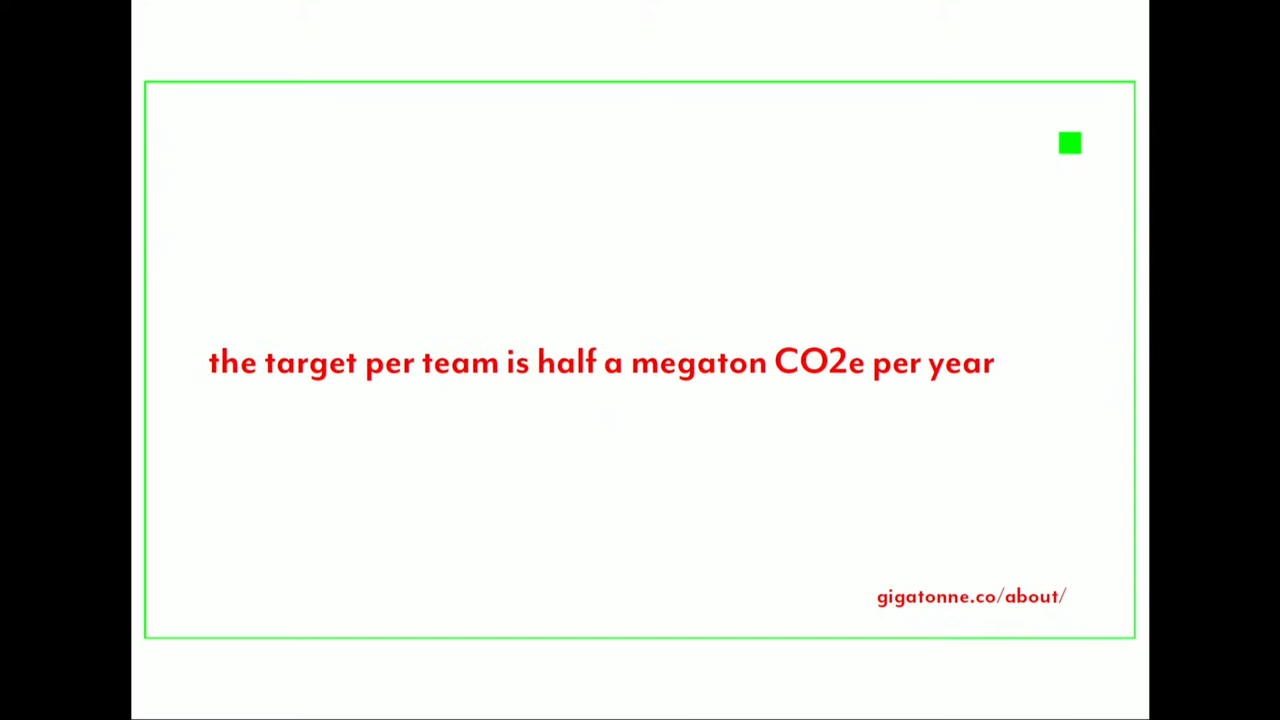 the target per team is half a megaton CO2e per year
gigatonne.co/about/